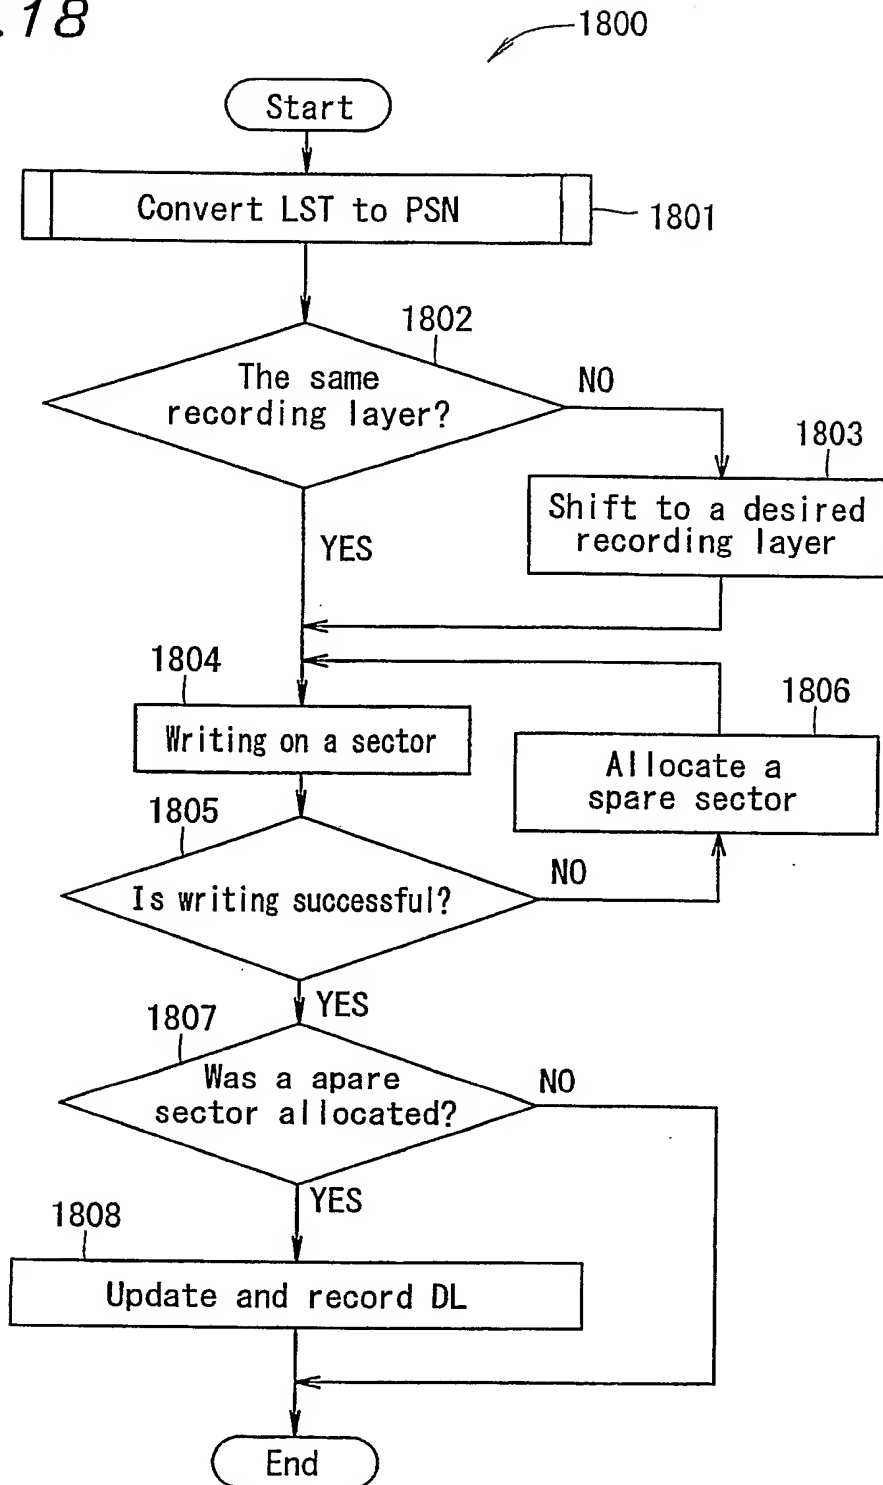 .18
1800
Start
Convert LST to PSN
1801
1802
The same
recording layer?
NO
1803
Shift to a desired
recording layer
YES
1804
Writing on a sector
1806
Allocate a
spare sector
1805
Is writing successful?
NO
YES
1807
Was a apare
sector allocated?
NO
YES
1808
Update and record DL
End